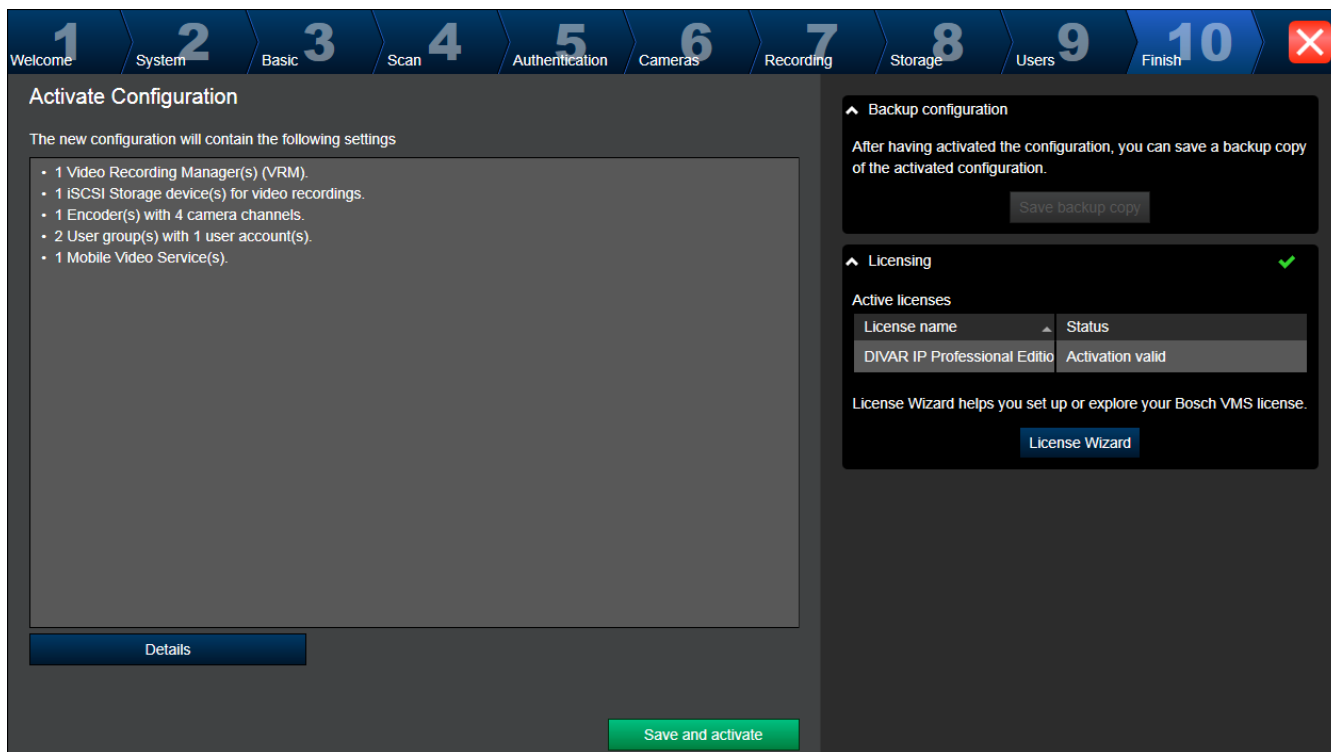 1
Welcome
2
System
3
Basic
4
Scan
5
Authentication
6
Cameras
7
Recording
8
Storage
9
Users
10
Finish
Activate Configuration
The new configuration will contain the following settings
• 1 Video Recording Manager(s) (VRM).
• 1 iSCSI Storage device(s) for video recordings.
• 1 Encoder(s) with 4 camera channels.
• 2 User group(s) with 1 user account(s).
• 1 Mobile Video Service(s).
Details
Save and activate
Backup configuration
After having activated the configuration, you can save a backup copy
of the activated configuration.
Save backup copy
Licensing
Active licenses
License name Status
DIVAR IP Professional Editio Activation valid
License Wizard helps you set up or explore your Bosch VMS license.
License Wizard